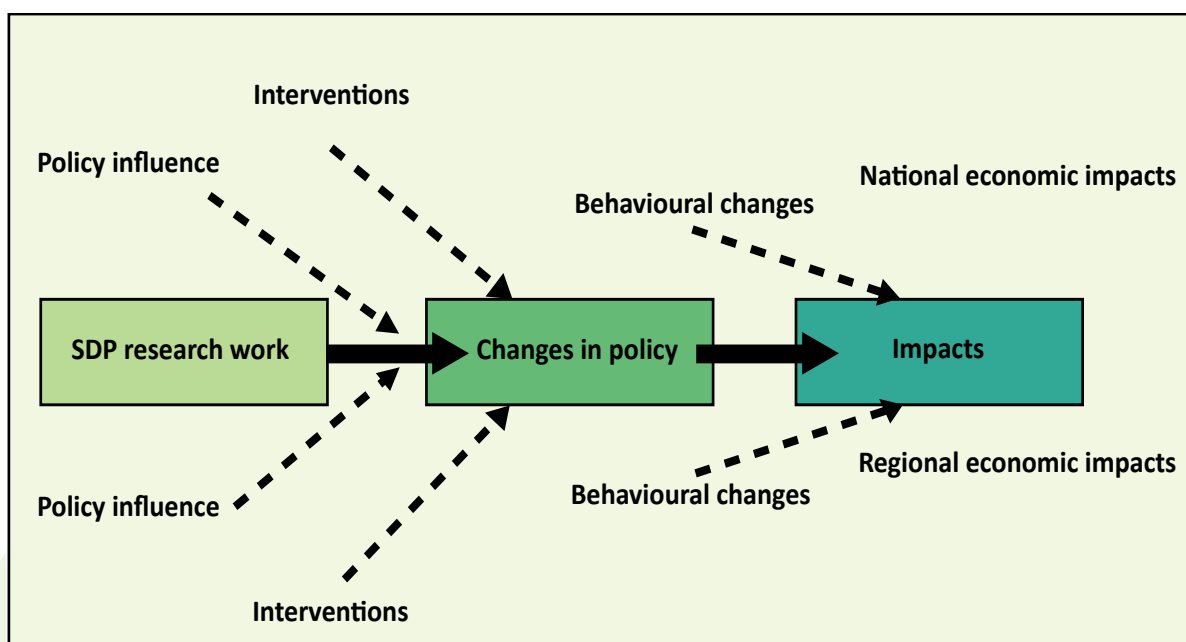 Interventions
Policy influence
National economic impacts
Behavioural changes
SDP research work
Changes in policy
Impacts
Regional economic impacts
Behavioural changes
Policy influence
Interventions